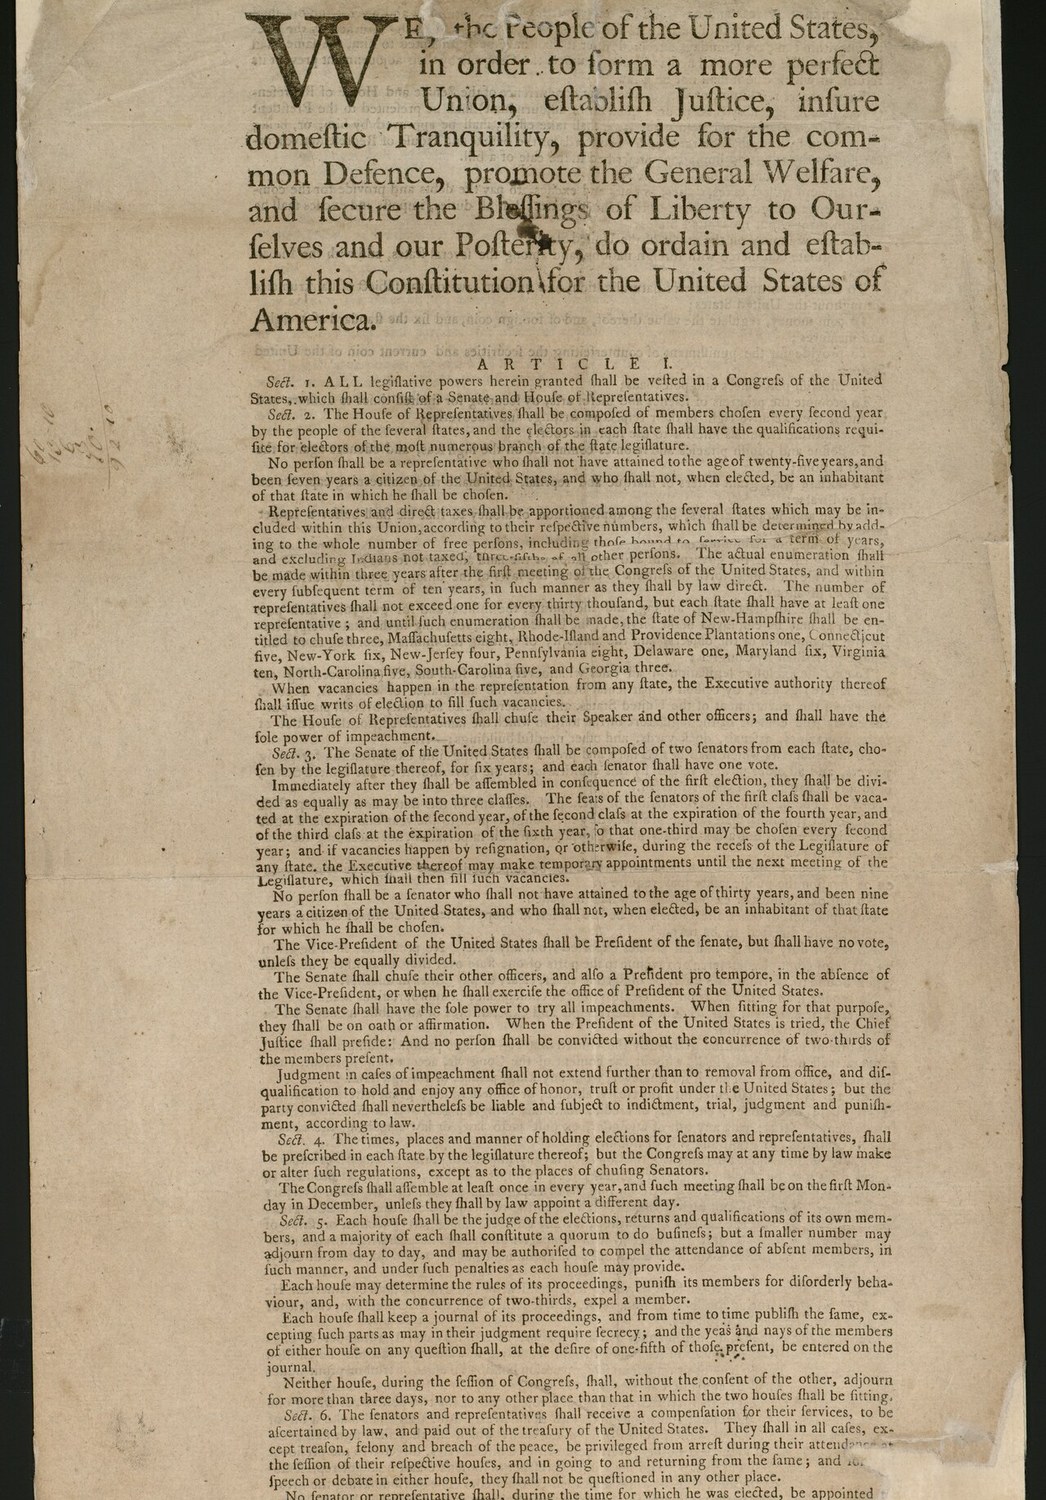 WE, the People of the United States,
in order to form a more perfect
Union, eſtabliſh Juſtice, inſure
domeſtic Tranquility, provide for the com-
mon Defence, promote the General Welfare,
and ſecure the Bleſſings of Liberty to Our-
ſelves and our Poſterity, do ordain and eſtab-
liſh this Conſtitution for the United States of
America.
ARTICLE I.
Sect. 1. ALL legiſlative powers herein granted ſhall be veſted in a Congreſs of the United
States, which ſhall conſiſt of a Senate and Houſe of Repreſentatives.
Sect. 2. The Houſe of Repreſentatives ſhall be compoſed of members choſen every ſecond year
by the people of the ſeveral ſtates, and the electors in each ſtate ſhall have the qualifications requi-
ſite for electors of the moſt numerous branch of the ſtate legiſlature.
No perſon ſhall be a repreſentative who ſhall not have attained to the age of twenty-five years, and
been ſeven years a citizen of the United States, and who ſhall not, when elected, be an inhabitant
of that ſtate in which he ſhall be choſen.
Repreſentatives and direct taxes ſhall be apportioned among the ſeveral ſtates which may be in-
cluded within this Union, according to their reſpective numbers, which ſhall be determined by add-
ing to the whole number of free perſons, including thoſe bound to ſervice for a term of years,
and excluding Indians not taxed, three-fifths of all other perſons. The actual enumeration ſhall
be made within three years after the firſt meeting of the Congreſs of the United States, and within
every ſubſequent term of ten years, in ſuch manner as they ſhall by law direct. The number of
repreſentatives ſhall not exceed one for every thirty thouſand, but each ſtate ſhall have at leaſt one
repreſentative; and until ſuch enumeration ſhall be made, the ſtate of New-Hampſhire ſhall be en-
titled to chuſe three, Maſſachuſetts eight, Rhode-Iſland and Providence Plantations one, Connecticut
five, New-York ſix, New-Jerſey four, Pennſylvania eight, Delaware one, Maryland ſix, Virginia
ten, North-Carolina five, South-Carolina five, and Georgia three.
When vacancies happen in the repreſentation from any ſtate, the Executive authority thereof
ſhall iſſue writs of election to fill ſuch vacancies.
The Houſe of Repreſentatives ſhall chuſe their Speaker and other officers; and ſhall have the
ſole power of impeachment.
Sect. 3. The Senate of the United States ſhall be compoſed of two ſenators from each ſtate, cho-
ſen by the legiſlature thereof, for ſix years; and each ſenator ſhall have one vote.
Immediately after they ſhall be aſſembled in conſequence of the firſt election, they ſhall be divi-
ded as equally as may be into three claſſes. The ſeats of the ſenators of the firſt claſs ſhall be vaca-
ted at the expiration of the ſecond year, of the ſecond claſs at the expiration of the fourth year, and
of the third claſs at the expiration of the ſixth year, ſo that one-third may be choſen every ſecond
year; and if vacancies happen by reſignation, or otherwiſe, during the receſs of the Legiſlature of
any ſtate, the Executive thereof may make temporary appointments until the next meeting of the
Legiſlature, which ſhall then fill ſuch vacancies.
No perſon ſhall be a ſenator who ſhall not have attained to the age of thirty years, and been nine
years a citizen of the United States, and who ſhall not, when elected, be an inhabitant of that ſtate
for which he ſhall be choſen.
The Vice-Preſident of the United States ſhall be Preſident of the ſenate, but ſhall have no vote,
unleſs they be equally divided.
The Senate ſhall chuſe their other officers, and alſo a Preſident pro tempore, in the abſence of
the Vice-Preſident, or when he ſhall exerciſe the office of Preſident of the United States.
The Senate ſhall have the ſole power to try all impeachments. When ſitting for that purpoſe,
they ſhall be on oath or affirmation. When the Preſident of the United States is tried, the Chief
Juſtice ſhall preſide: And no perſon ſhall be convicted without the concurrence of two-thirds of
the members preſent.
Judgment in caſes of impeachment ſhall not extend further than to removal from office, and diſ-
qualification to hold and enjoy any office of honor, truſt or profit under the United States; but the
party convicted ſhall nevertheleſs be liable and ſubject to indictment, trial, judgment and puniſh-
ment, according to law.
Sect. 4. The times, places and manner of holding elections for ſenators and repreſentatives, ſhall
be preſcribed in each ſtate by the legiſlature thereof; but the Congreſs may at any time by law make
or alter ſuch regulations, except as to the places of chuſing Senators.
The Congreſs ſhall aſſemble at leaſt once in every year, and ſuch meeting ſhall be on the firſt Mon-
day in December, unleſs they ſhall by law appoint a different day.
Sect. 5. Each houſe ſhall be the judge of the elections, returns and qualifications of its own mem-
bers, and a majority of each ſhall conſtitute a quorum to do buſineſs; but a ſmaller number may
adjourn from day to day, and may be authoriſed to compel the attendance of abſent members, in
ſuch manner, and under ſuch penalties as each houſe may provide.
Each houſe may determine the rules of its proceedings, puniſh its members for diſorderly beha-
viour, and, with the concurrence of two-thirds, expel a member.
Each houſe ſhall keep a journal of its proceedings, and from time to time publiſh the ſame, ex-
cepting ſuch parts as may in their judgment require ſecrecy; and the yeas and nays of the members
of either houſe on any queſtion ſhall, at the deſire of one-fifth of thoſe preſent, be entered on the
journal.
Neither houſe, during the ſeſſion of Congreſs, ſhall, without the conſent of the other, adjourn
for more than three days, nor to any other place than that in which the two houſes ſhall be ſitting.
Sect. 6. The ſenators and repreſentatives ſhall receive a compenſation for their ſervices, to be
aſcertained by law, and paid out of the treaſury of the United States. They ſhall in all caſes, ex-
cept treaſon, felony and breach of the peace, be privileged from arreſt during their attendance at
the ſeſſion of their reſpective houſes, and in going to and returning from the ſame; and for
ſpeech or debate in either houſe, they ſhall not be queſtioned in any other place.
No ſenator or repreſentative ſhall, during the time for which he was elected, be appointed